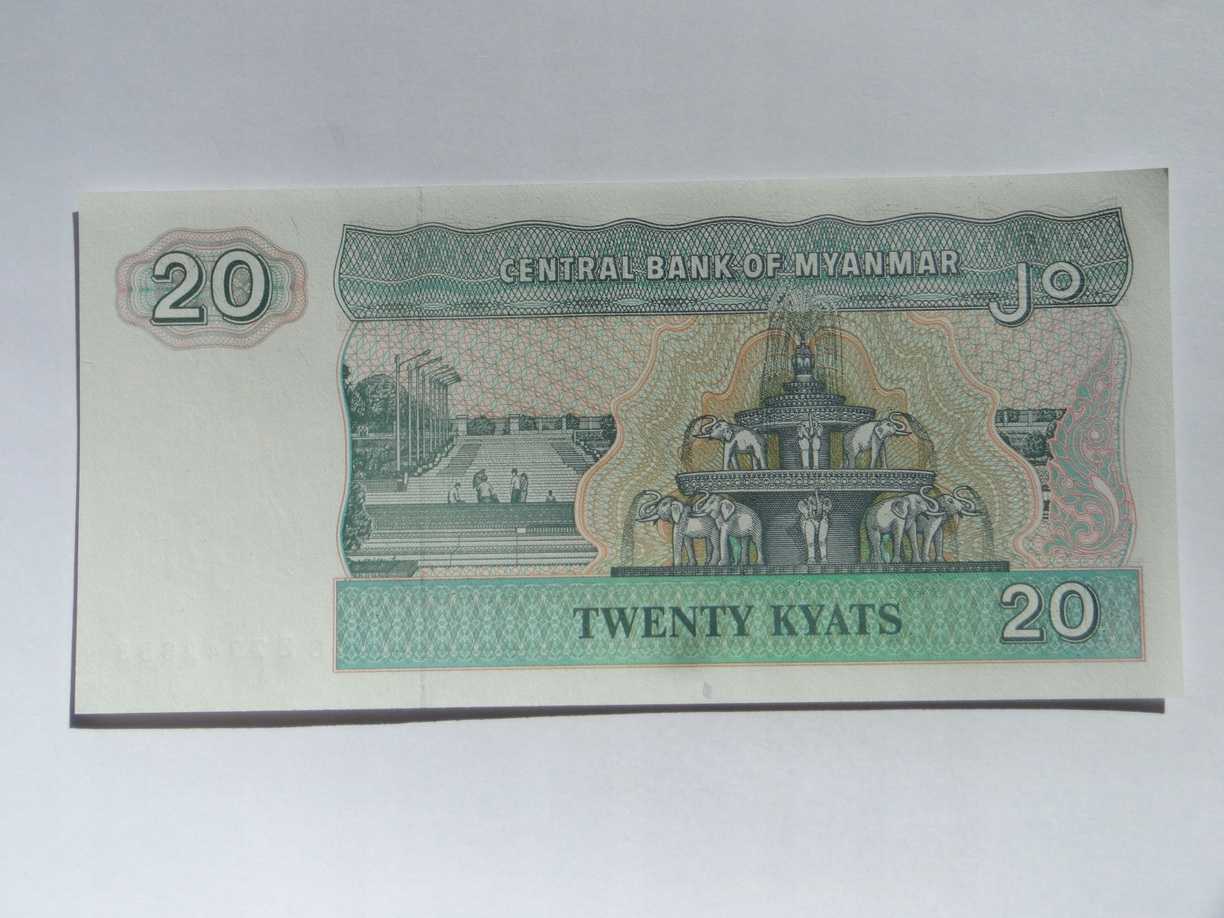 20
CENTRAL BANK OF MYANMAR
၂၀
TWENTY KYATS
20